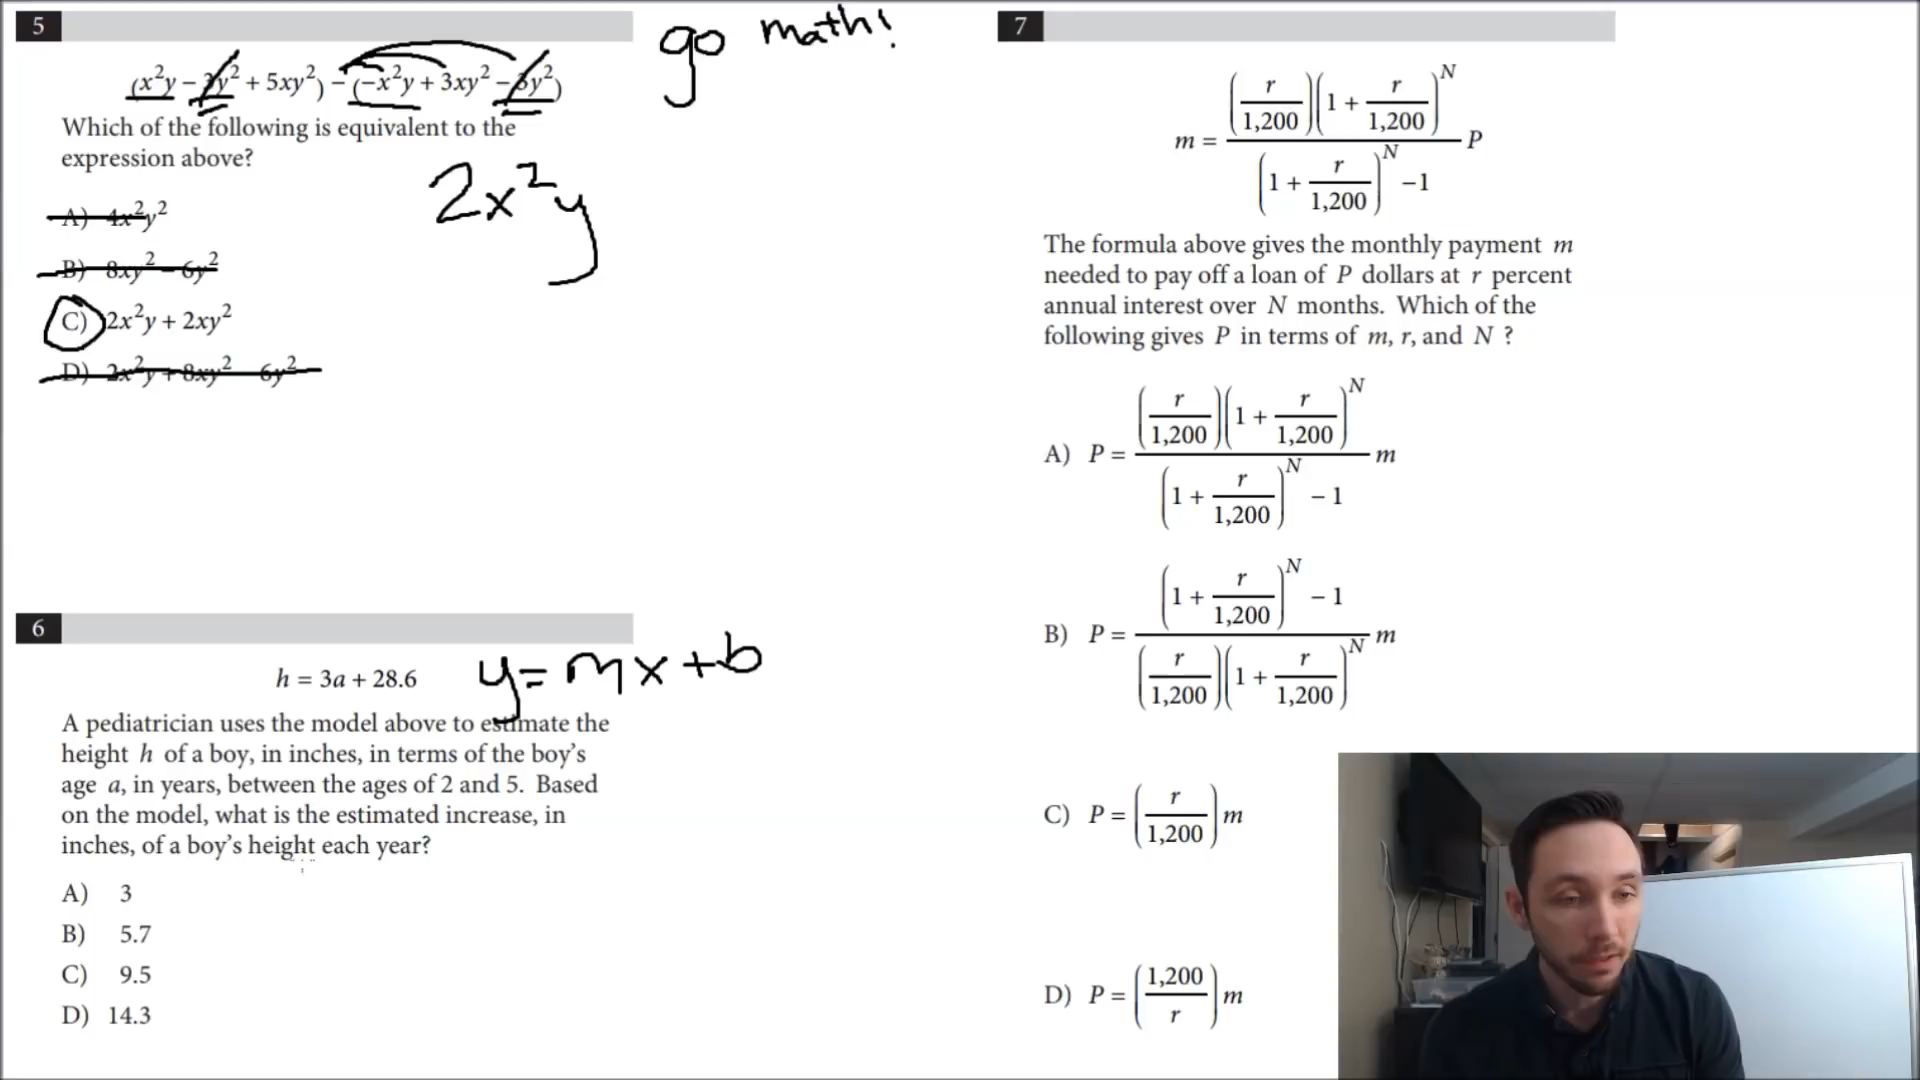 5
go math!
(x²y − 3y² + 5xy²) − (−x²y + 3xy² − 3y²)
Which of the following is equivalent to the
expression above?
2x²y
A) 4x²y²
B) 8xy² − 6y²
C) 2x²y + 2xy²
D) 2x²y + 8xy² − 6y²
6
h = 3a + 28.6
y = mx + b
A pediatrician uses the model above to estimate the
height h of a boy, in inches, in terms of the boy’s
age a, in years, between the ages of 2 and 5. Based
on the model, what is the estimated increase, in
inches, of a boy’s height each year?
A) 3
B) 5.7
C) 9.5
D) 14.3
7
m = (r/1,200)(1 + r/1,200)^N / ((1 + r/1,200)^N − 1) P
The formula above gives the monthly payment m
needed to pay off a loan of P dollars at r percent
annual interest over N months. Which of the
following gives P in terms of m, r, and N ?
A) P = (r/1,200)(1 + r/1,200)^N / ((1 + r/1,200)^N − 1) m
B) P = ((1 + r/1,200)^N − 1) / (r/1,200)(1 + r/1,200)^N m
C) P = (r/1,200) m
D) P = (1,200/r) m